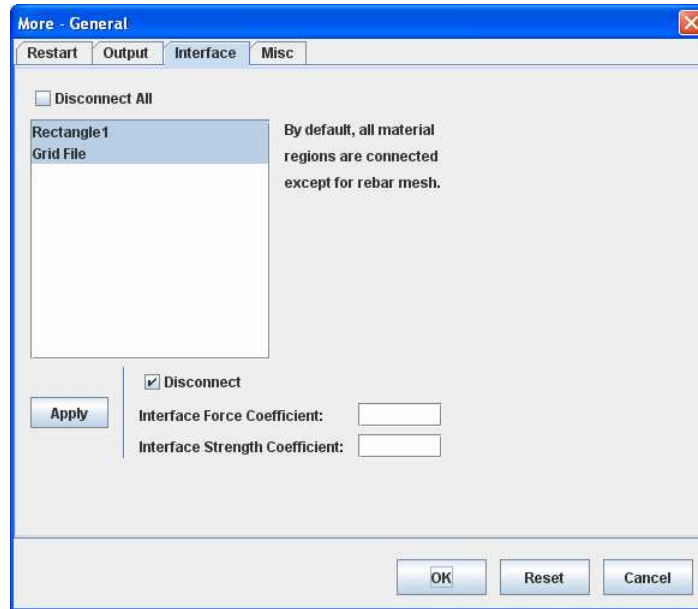 More - General
Restart Output Interface Misc
Disconnect All
Rectangle1
Grid File
By default, all material
regions are connected
except for rebar mesh.
Disconnect
Apply
Interface Force Coefficient:
Interface Strength Coefficient:
OK Reset Cancel